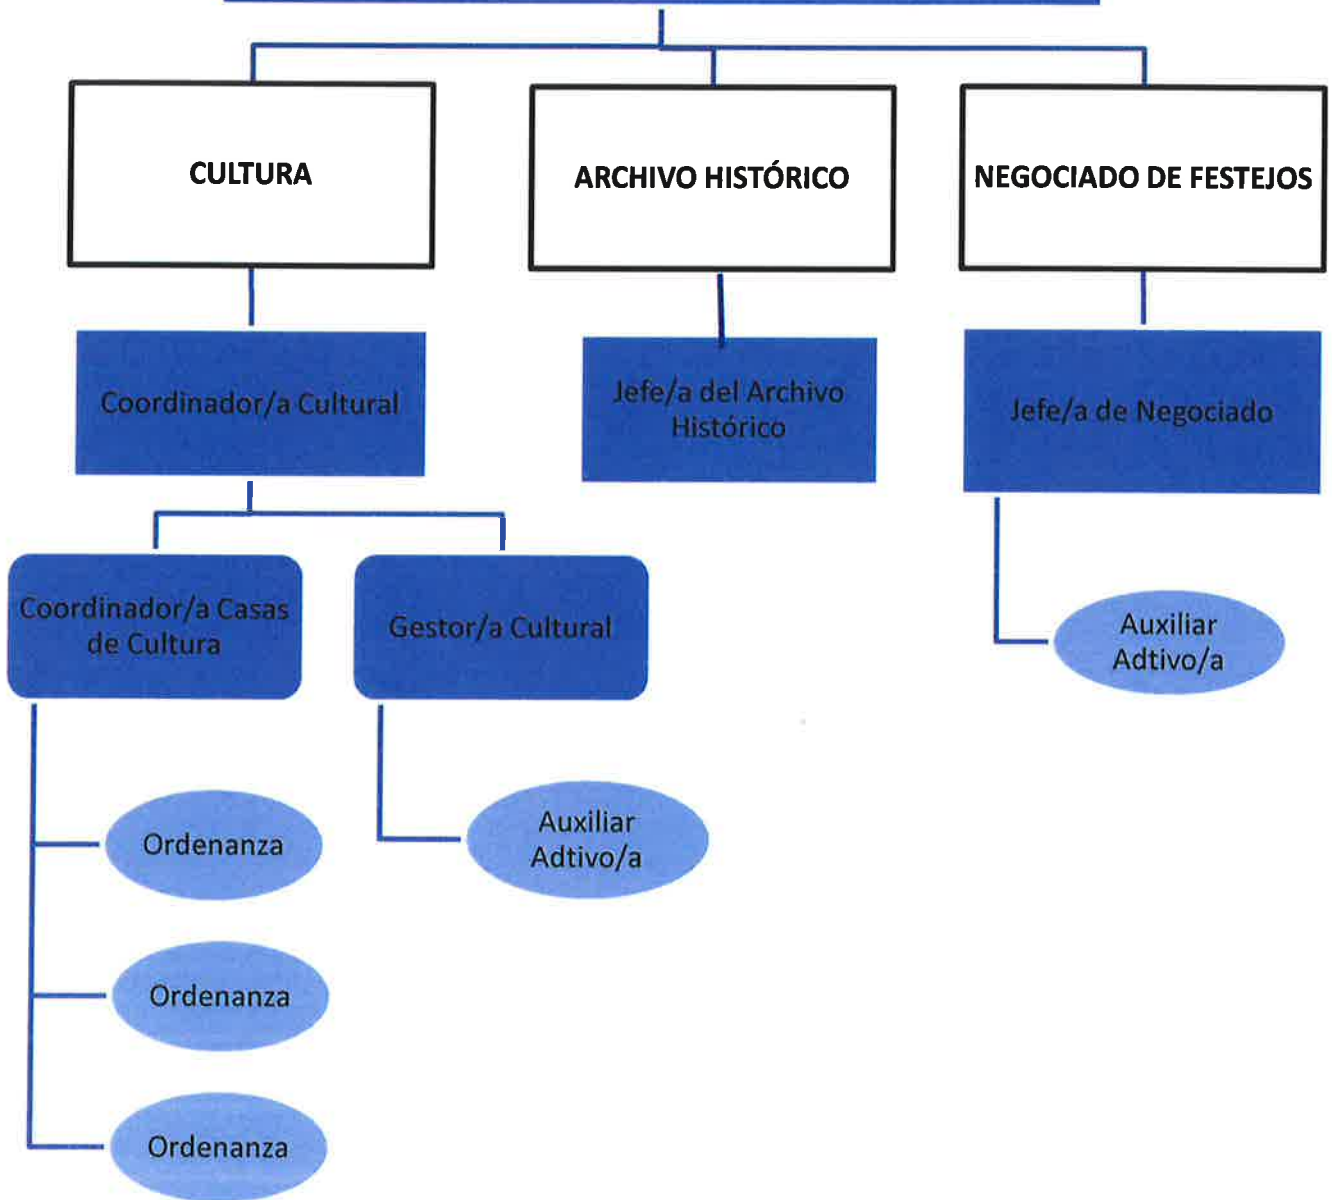 CULTURA
ARCHIVO HISTÓRICO
NEGOCIADO DE FESTEJOS
Coordinador/a Cultural
Jefe/a del Archivo
Histórico
Jefe/a de Negociado
Coordinador/a Casas
de Cultura
Gestor/a Cultural
Auxiliar
Adtivo/a
Ordenanza
Auxiliar
Adtivo/a
Ordenanza
Ordenanza